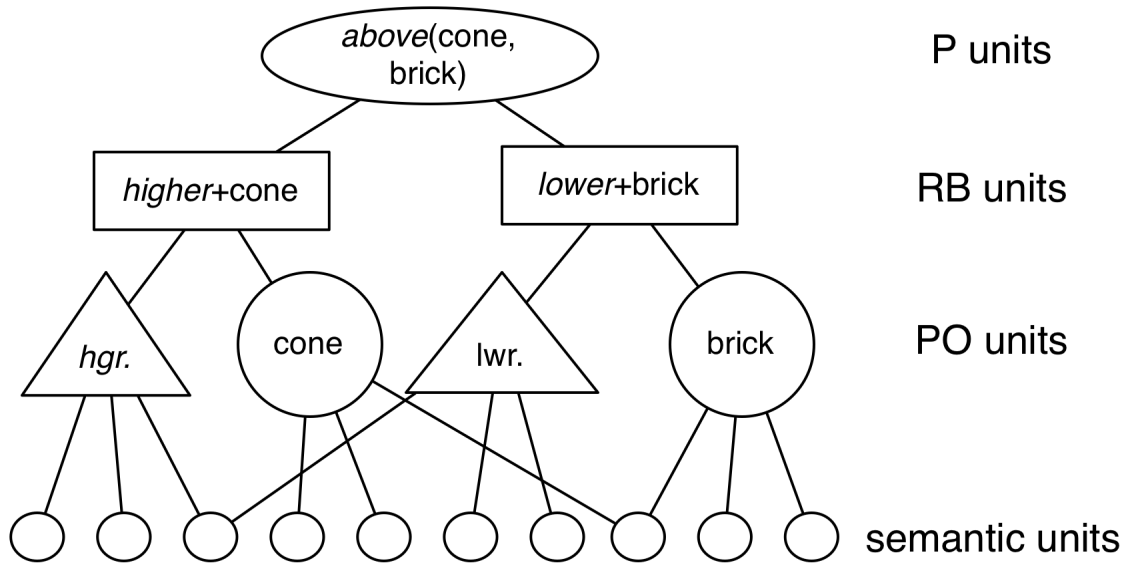 above(cone,
brick)
P units
higher+cone
lower+brick
RB units
hgr.
cone
lwr.
brick
PO units
semantic units